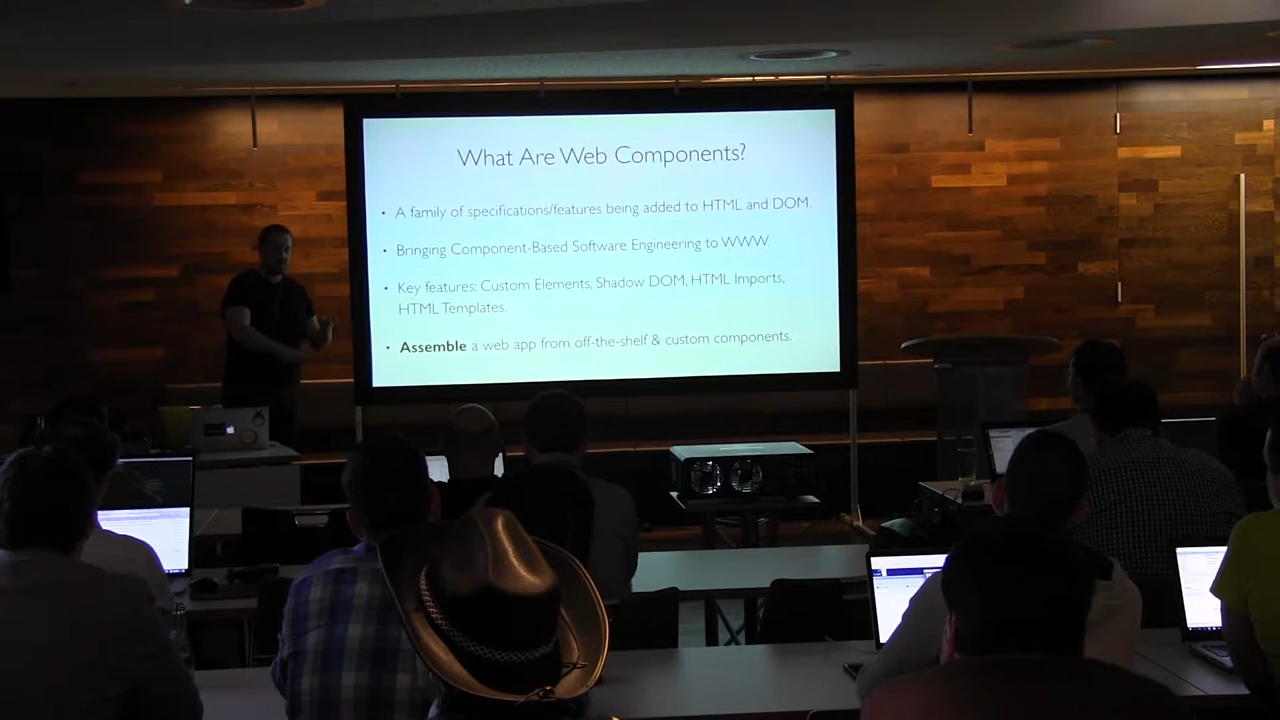 What Are Web Components?
• A family of specifications/features being added to HTML and DOM.
• Bringing Component-Based Software Engineering to WWW.
• Key features: Custom Elements, Shadow DOM, HTML Imports,
HTML Templates.
• Assemble a web app from off-the-shelf & custom components.